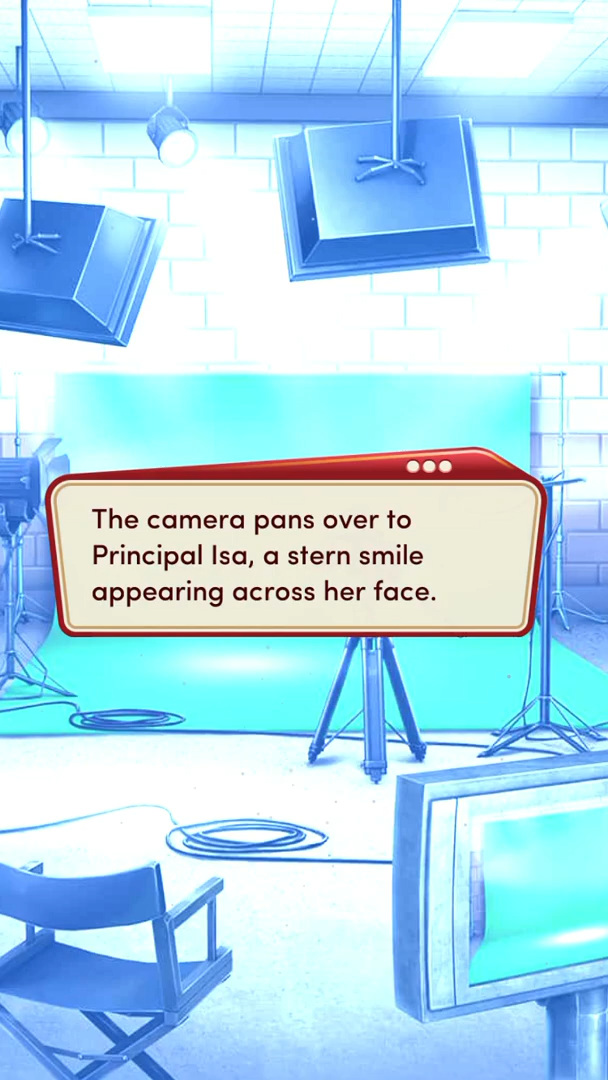 The camera pans over to
Principal Isa, a stern smile
appearing across her face.